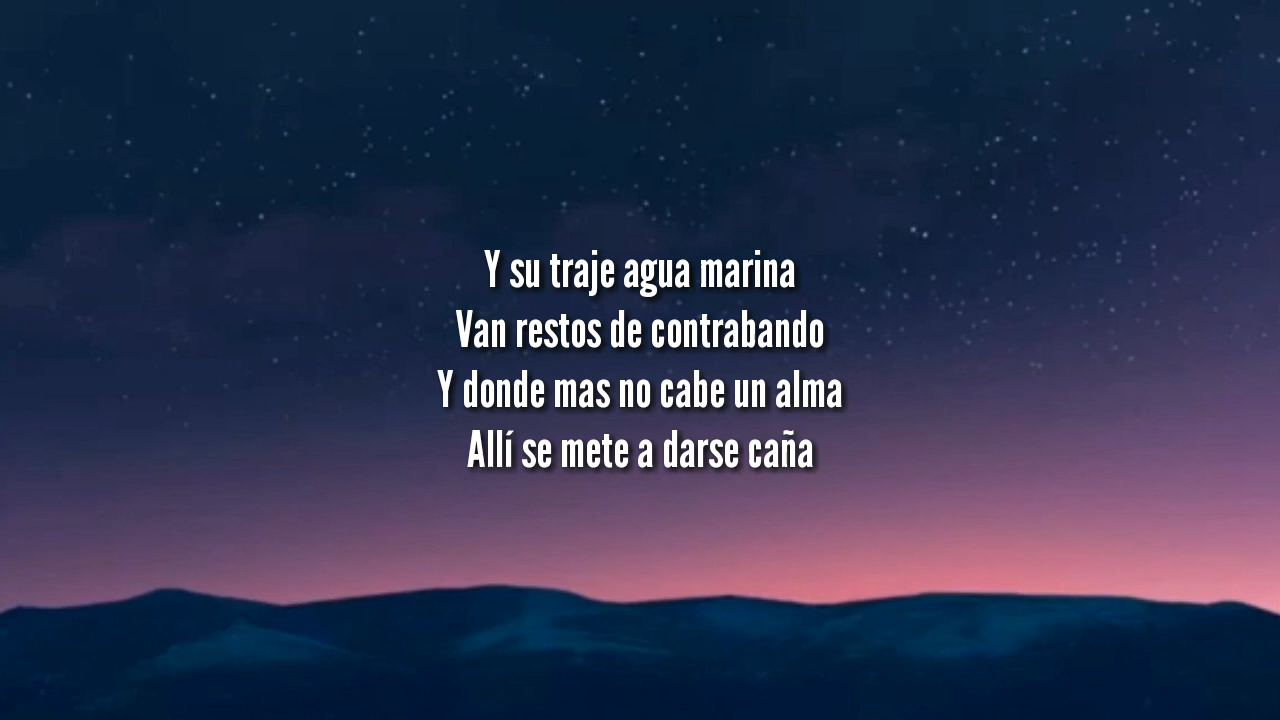 Y su traje agua marina
Van restos de contrabando
Y donde mas no cabe un alma
Allí se mete a darse caña